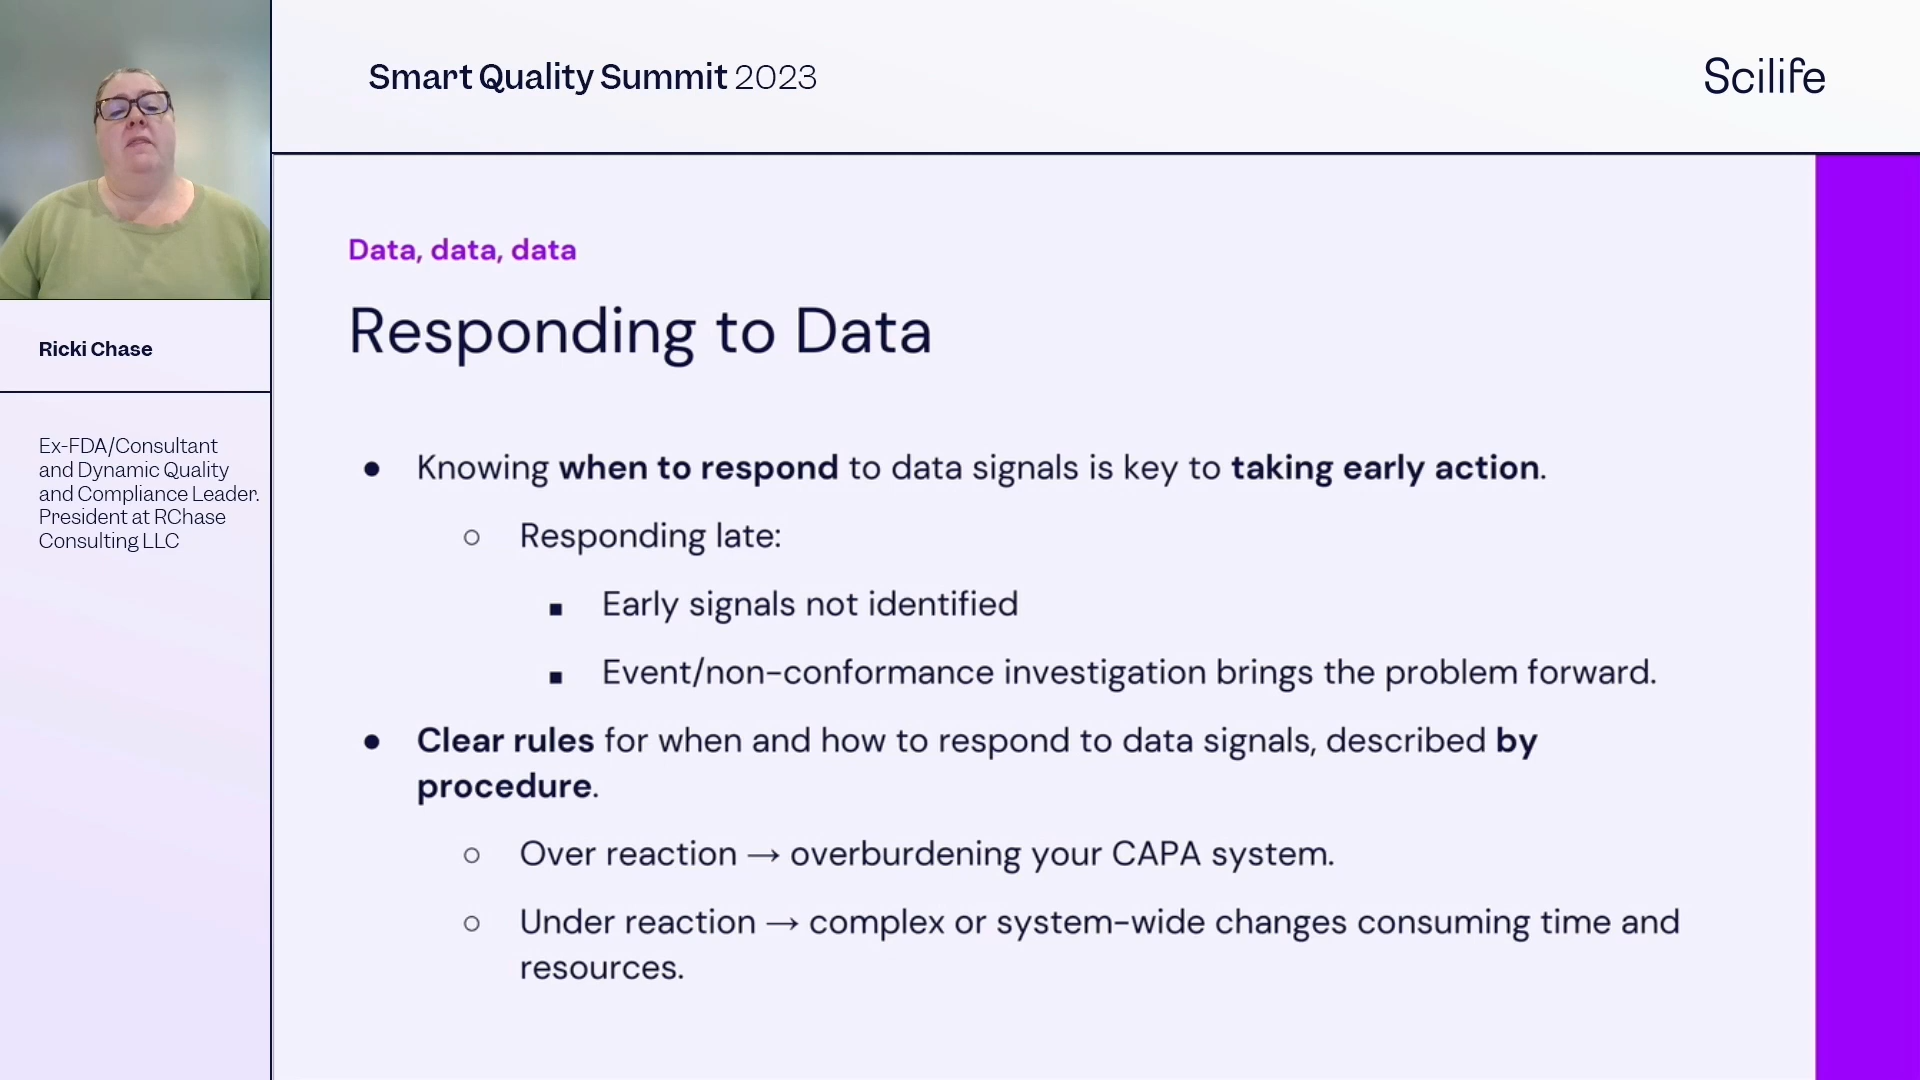 Smart Quality Summit 2023
Scilife
Ricki Chase
Ex-FDA/Consultant
and Dynamic Quality
and Compliance Leader.
President at RChase
Consulting LLC
Data, data, data
Responding to Data
● Knowing when to respond to data signals is key to taking early action.
○ Responding late:
■ Early signals not identified
■ Event/non-conformance investigation brings the problem forward.
● Clear rules for when and how to respond to data signals, described by
procedure.
○ Over reaction → overburdening your CAPA system.
○ Under reaction → complex or system-wide changes consuming time and
resources.